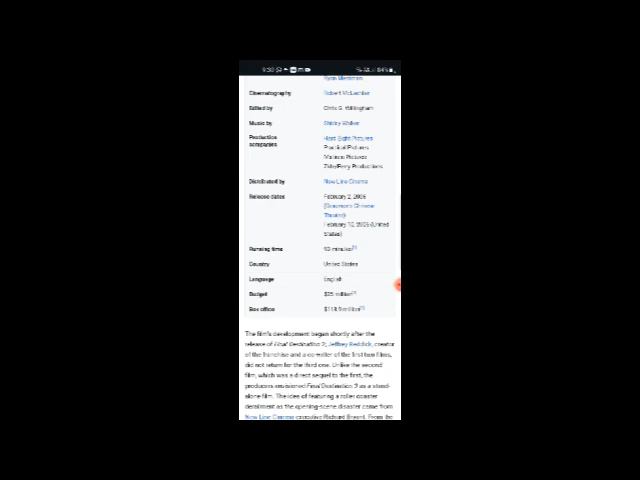 Cinematography Robert McLachlan
Edited by Chris G. Willingham
Music by Shirley Walker
Production Hard Eight Pictures
companies Practical Pictures
Matinee Pictures
Zide/Perry Productions
Distributed by New Line Cinema
Release dates February 2, 2006
(Grauman's Chinese
Theatre)
February 10, 2006 (United
States)
Running time 93 minutes
Country United States
Language English
Budget $25 million
Box office
The film's development began shortly after the
release of Final Destination 2; Jeffrey Reddick, creator
of the franchise and a co-writer of the first two films,
did not return for the third one. Unlike the second
film, which was a direct sequel to the first, the
producers envisioned Final Destination 3 as a stand-
alone film. The idea of featuring a roller coaster
derailment as the opening-scene disaster came from
New Line Cinema executive Richard Bryant. From the